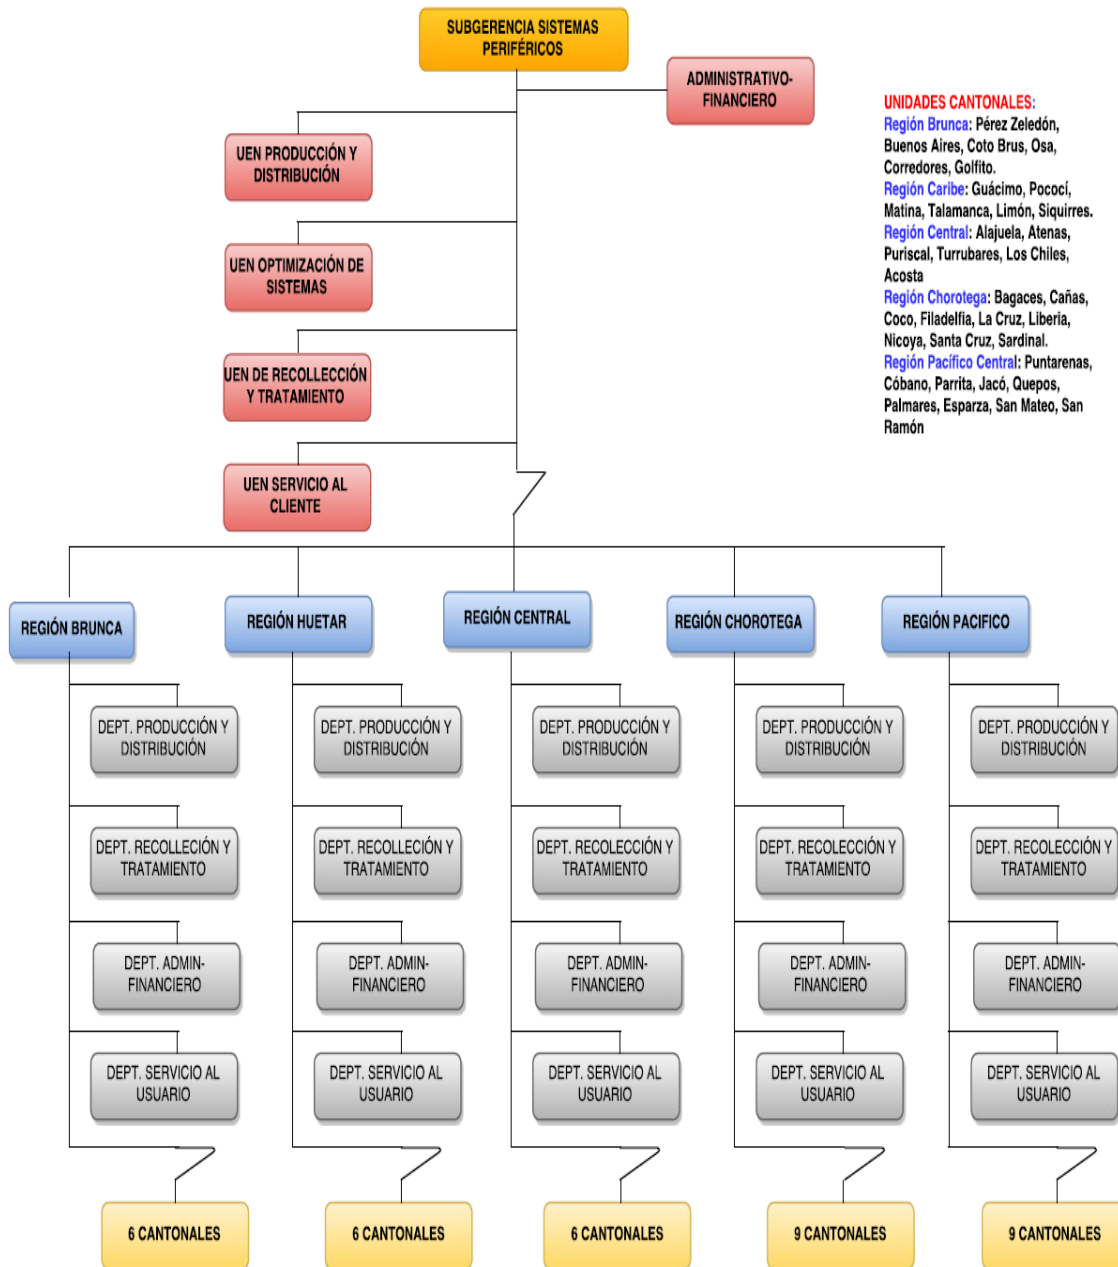 SUBGERENCIA SISTEMAS
PERIFÉRICOS
ADMINISTRATIVO-
FINANCIERO
UEN PRODUCCIÓN Y
DISTRIBUCIÓN
UEN OPTIMIZACIÓN DE
SISTEMAS
UEN DE RECOLLECCIÓN
Y TRATAMIENTO
UEN SERVICIO AL
CLIENTE
UNIDADES CANTONALES:
Región Brunca: Pérez Zeledón,
Buenos Aires, Coto Brus, Osa,
Corredores, Golfito.
Región Caribe: Guácimo, Pococí,
Matina, Talamanca, Limón, Siquirres.
Región Central: Alajuela, Atenas,
Puriscal, Turrubares, Los Chiles,
Acosta
Región Chorotega: Bagaces, Cañas,
Coco, Filadelfia, La Cruz, Liberia,
Nicoya, Santa Cruz, Sardinal.
Región Pacífico Central: Puntarenas,
Cóbano, Parrita, Jacó, Quepos,
Palmares, Esparza, San Mateo, San
Ramón
REGIÓN BRUNCA
DEPT. PRODUCCIÓN Y
DISTRIBUCIÓN
DEPT. RECOLLECIÓN Y
TRATAMIENTO
DEPT. ADMIN-
FINANCIERO
DEPT. SERVICIO AL
USUARIO
6 CANTONALES
REGIÓN HUETAR
DEPT. PRODUCCIÓN Y
DISTRIBUCIÓN
DEPT. RECOLLECIÓN Y
TRATAMIENTO
DEPT. ADMIN-
FINANCIERO
DEPT. SERVICIO AL
USUARIO
6 CANTONALES
REGIÓN CENTRAL
DEPT. PRODUCCIÓN Y
DISTRIBUCIÓN
DEPT. RECOLECCIÓN Y
TRATAMIENTO
DEPT. ADMIN-
FINANCIERO
DEPT. SERVICIO AL
USUARIO
6 CANTONALES
REGIÓN CHOROTEGA
DEPT. PRODUCCIÓN Y
DISTRIBUCIÓN
DEPT. RECOLECCIÓN Y
TRATAMIENTO
DEPT. ADMIN-
FINANCIERO
DEPT. SERVICIO AL
USUARIO
9 CANTONALES
REGIÓN PACIFICO
DEPT. PRODUCCIÓN Y
DISTRIBUCIÓN
DEPT. RECOLECCIÓN Y
TRATAMIENTO
DEPT. ADMIN-
FINANCIERO
DEPT. SERVICIO AL
USUARIO
9 CANTONALES